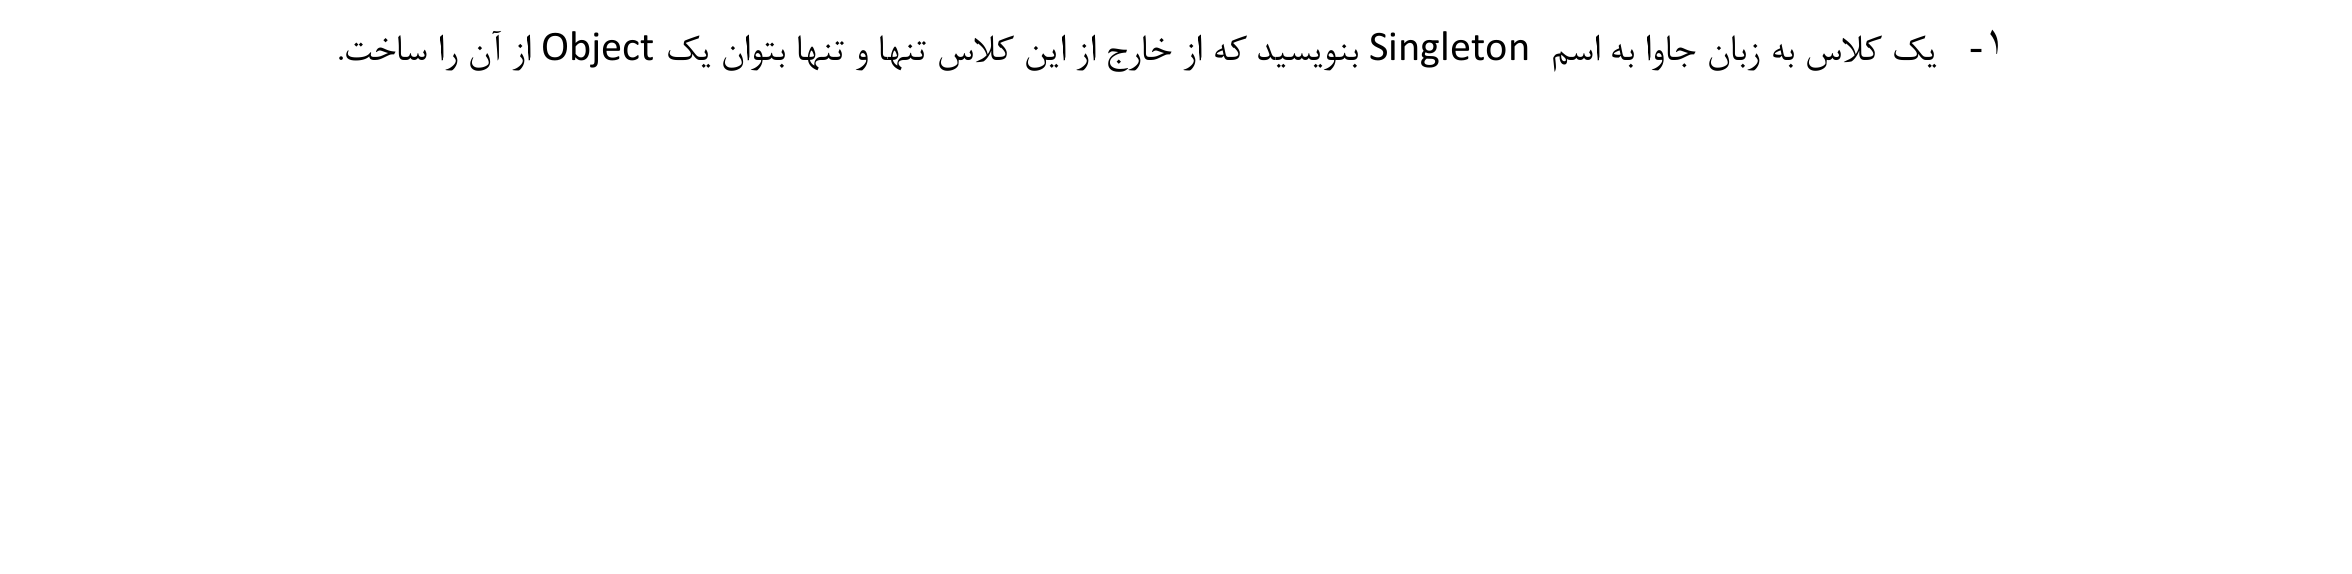 ۱- یک کلاس به زبان جاوا به اسم Singleton بنویسید که از خارج از این کلاس تنها و تنها بتوان یک Object از آن را ساخت.